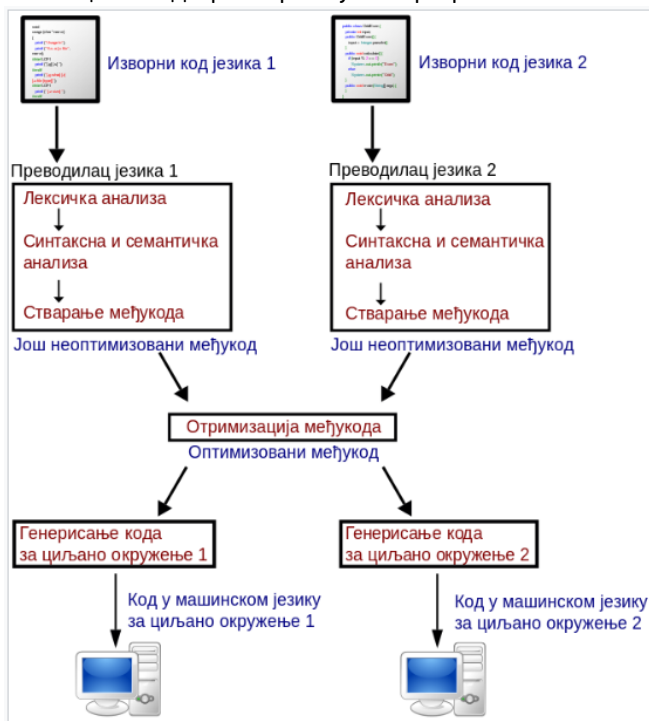 Изворни код језика 1
Изворни код језика 2
Преводилац језика 1
Лексичка анализа
Синтаксна и семантичка
анализа
Стварање међукода
Још неоптимизовани међукод
Преводилац језика 2
Лексичка анализа
Синтаксна и семантичка
анализа
Стварање међукода
Још неоптимизовани међукод
Отримизација међукода
Оптимизовани међукод
Генерисање кода
за циљано окружење 1
Генерисање кода
за циљано окружење 2
Код у машинском језику
за циљано окружење 1
Код у машинском језику
за циљано окружење 2